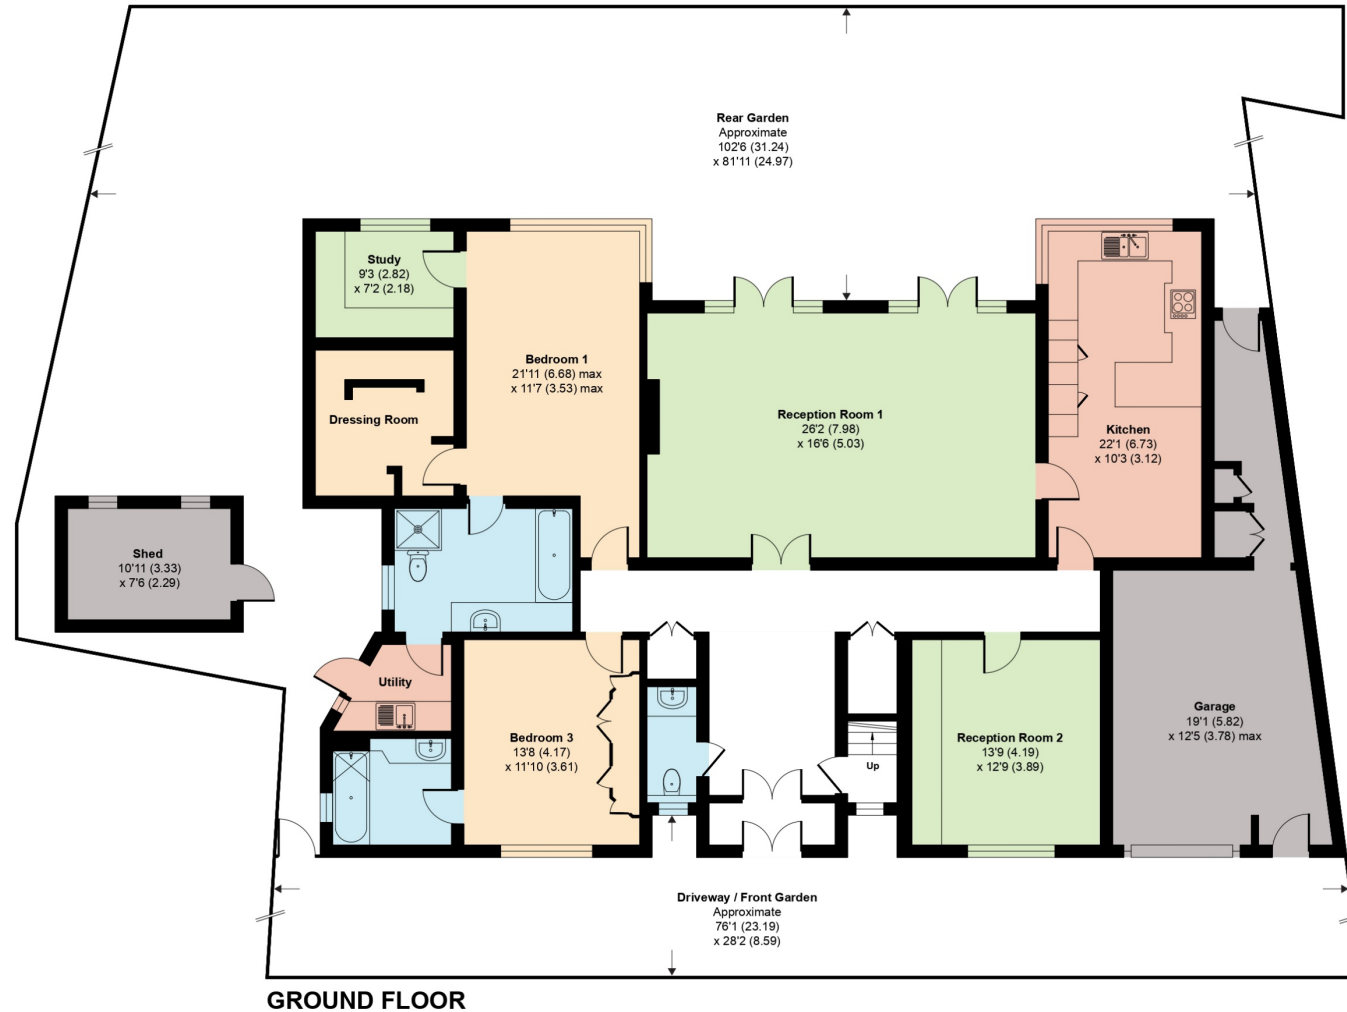 Rear Garden
Approximate
102'6 (31.24)
x 81'11 (24.97)
Study
9'3 (2.82)
x 7'2 (2.18)
Bedroom 1
21'11 (6.68) max
x 11'7 (3.53) max
Dressing Room
Reception Room 1
26'2 (7.98)
x 16'6 (5.03)
Kitchen
22'1 (6.73)
x 10'3 (3.12)
Shed
10'11 (3.33)
x 7'6 (2.29)
Utility
Bedroom 3
13'8 (4.17)
x 11'10 (3.61)
Up
Reception Room 2
13'9 (4.19)
x 12'9 (3.89)
Garage
19'1 (5.82)
x 12'5 (3.78) max
Driveway / Front Garden
Approximate
76'1 (23.19)
x 28'2 (8.59)
GROUND FLOOR